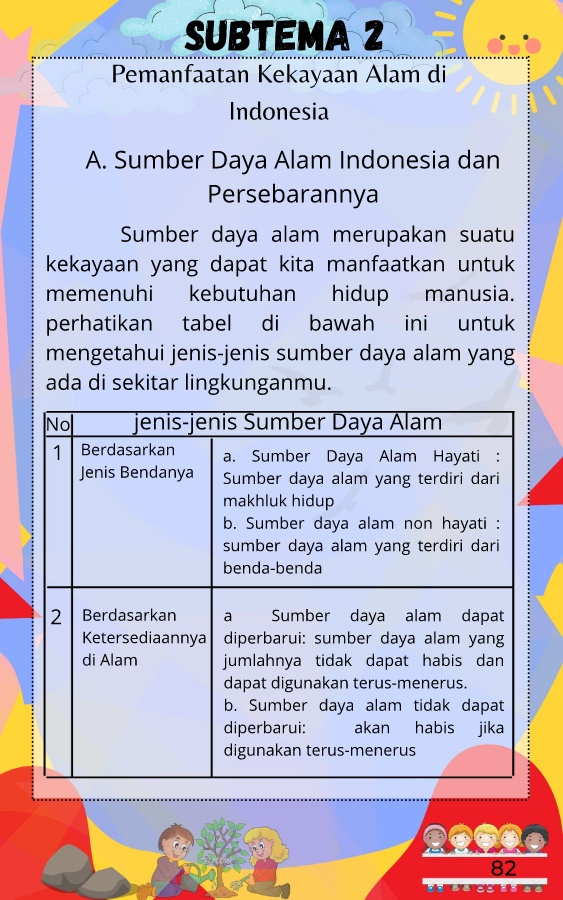 SUBTEMA 2
Pemanfaatan Kekayaan Alam di
Indonesia
A. Sumber Daya Alam Indonesia dan
Persebarannya
Sumber daya alam merupakan suatu
kekayaan yang dapat kita manfaatkan untuk
memenuhi kebutuhan hidup manusia.
perhatikan tabel di bawah ini untuk
mengetahui jenis-jenis sumber daya alam yang
ada di sekitar lingkunganmu.
No jenis-jenis Sumber Daya Alam
1
Berdasarkan
Jenis Bendanya
a. Sumber Daya Alam Hayati :
Sumber daya alam yang terdiri dari
makhluk hidup
b. Sumber daya alam non hayati :
sumber daya alam yang terdiri dari
benda-benda
2
Berdasarkan
Ketersediaannya
di Alam
a Sumber daya alam dapat
diperbarui: sumber daya alam yang
jumlahnya tidak dapat habis dan
dapat digunakan terus-menerus.
b. Sumber daya alam tidak dapat
diperbarui: akan habis jika
digunakan terus-menerus
82